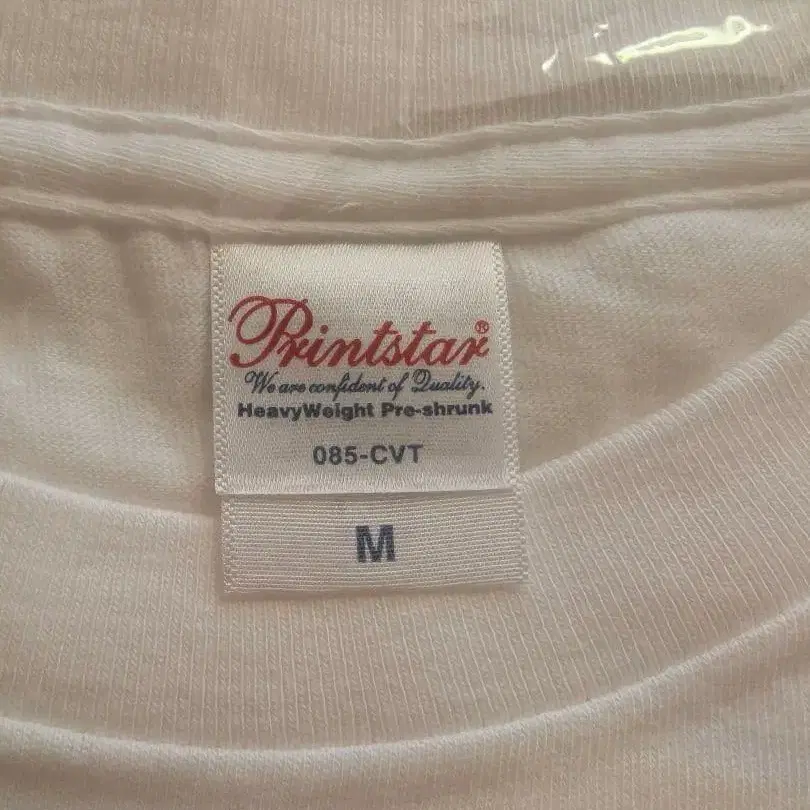 Printstar®
We are confident of Quality.
HeavyWeight Pre-shrunk
085-CVT
M